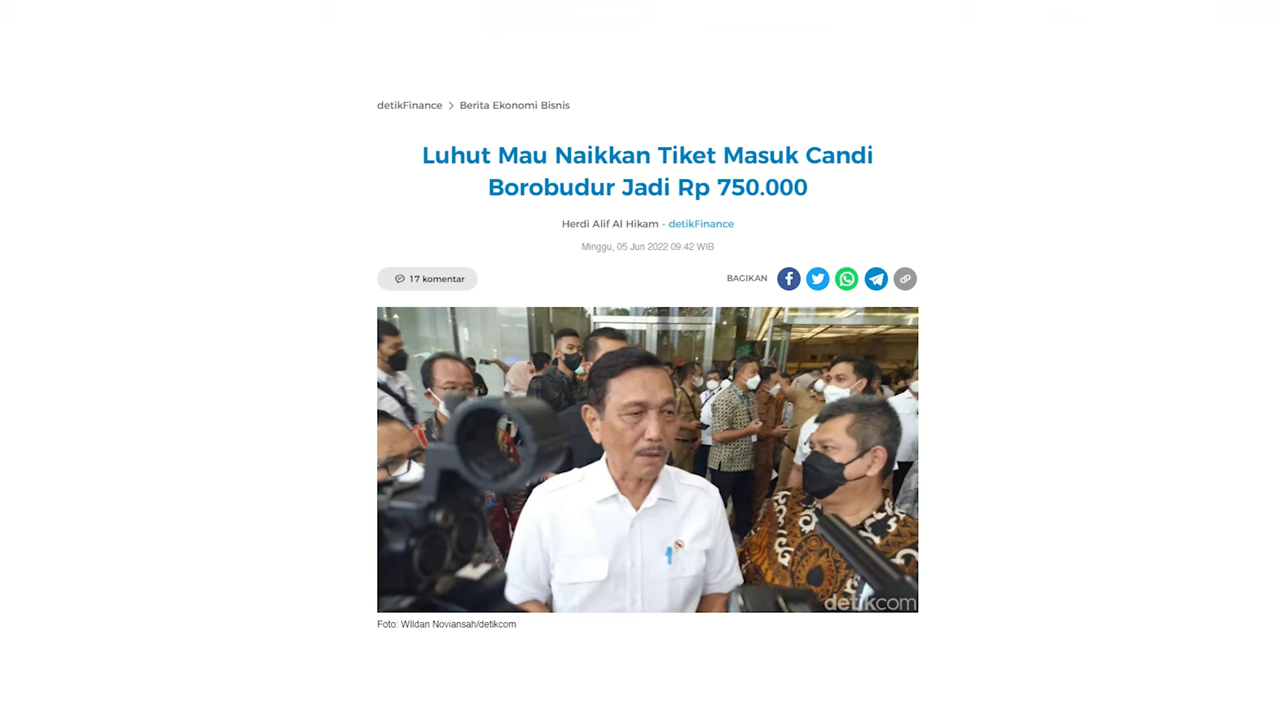 detikFinance > Berita Ekonomi Bisnis
Luhut Mau Naikkan Tiket Masuk Candi
Borobudur Jadi Rp 750.000
Herdi Alif Al Hikam - detikFinance
Minggu, 05 Jun 2022 09:42 WIB
17 komentar
BAGIKAN
detikcom
Foto: WIldan Noviansah/detikcom